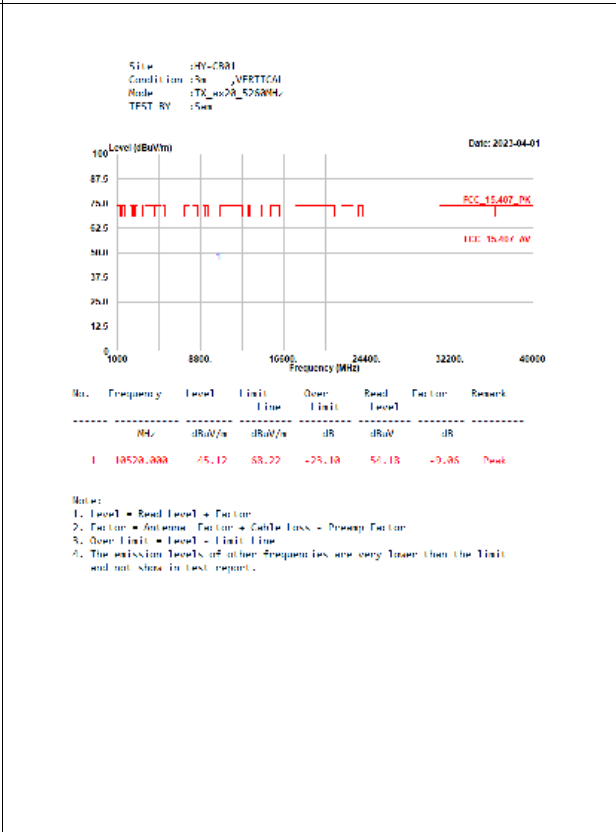 Site :HY-CB01
Condition :3m ,VERTICAL
Mode :TX_ax20_5260MHz
TEST BY :Sam
Level (dBuV/m)
Date: 2023-04-01
100
87.5
75.0
FCC_15.407_PK
62.5
FCC_15.407_AV
50.0
1
37.5
25.0
12.5
0
1000 8800. 16600. 24400. 32200. 40000
Frequency (MHz)
No. Frequency Level Limit Over Read Factor Remark
Line Limit Level
MHz dBuV/m dBuV/m dB dBuV dB
1 10520.000 45.12 68.22 -23.10 54.18 -9.06 Peak
Note:
1. Level = Read Level + Factor
2. Factor = Antenna Factor + Cable Loss - Preamp Factor
3. Over Limit = Level - Limit Line
4. The emission levels of other frequencies are very lower than the limit
and not show in test report.